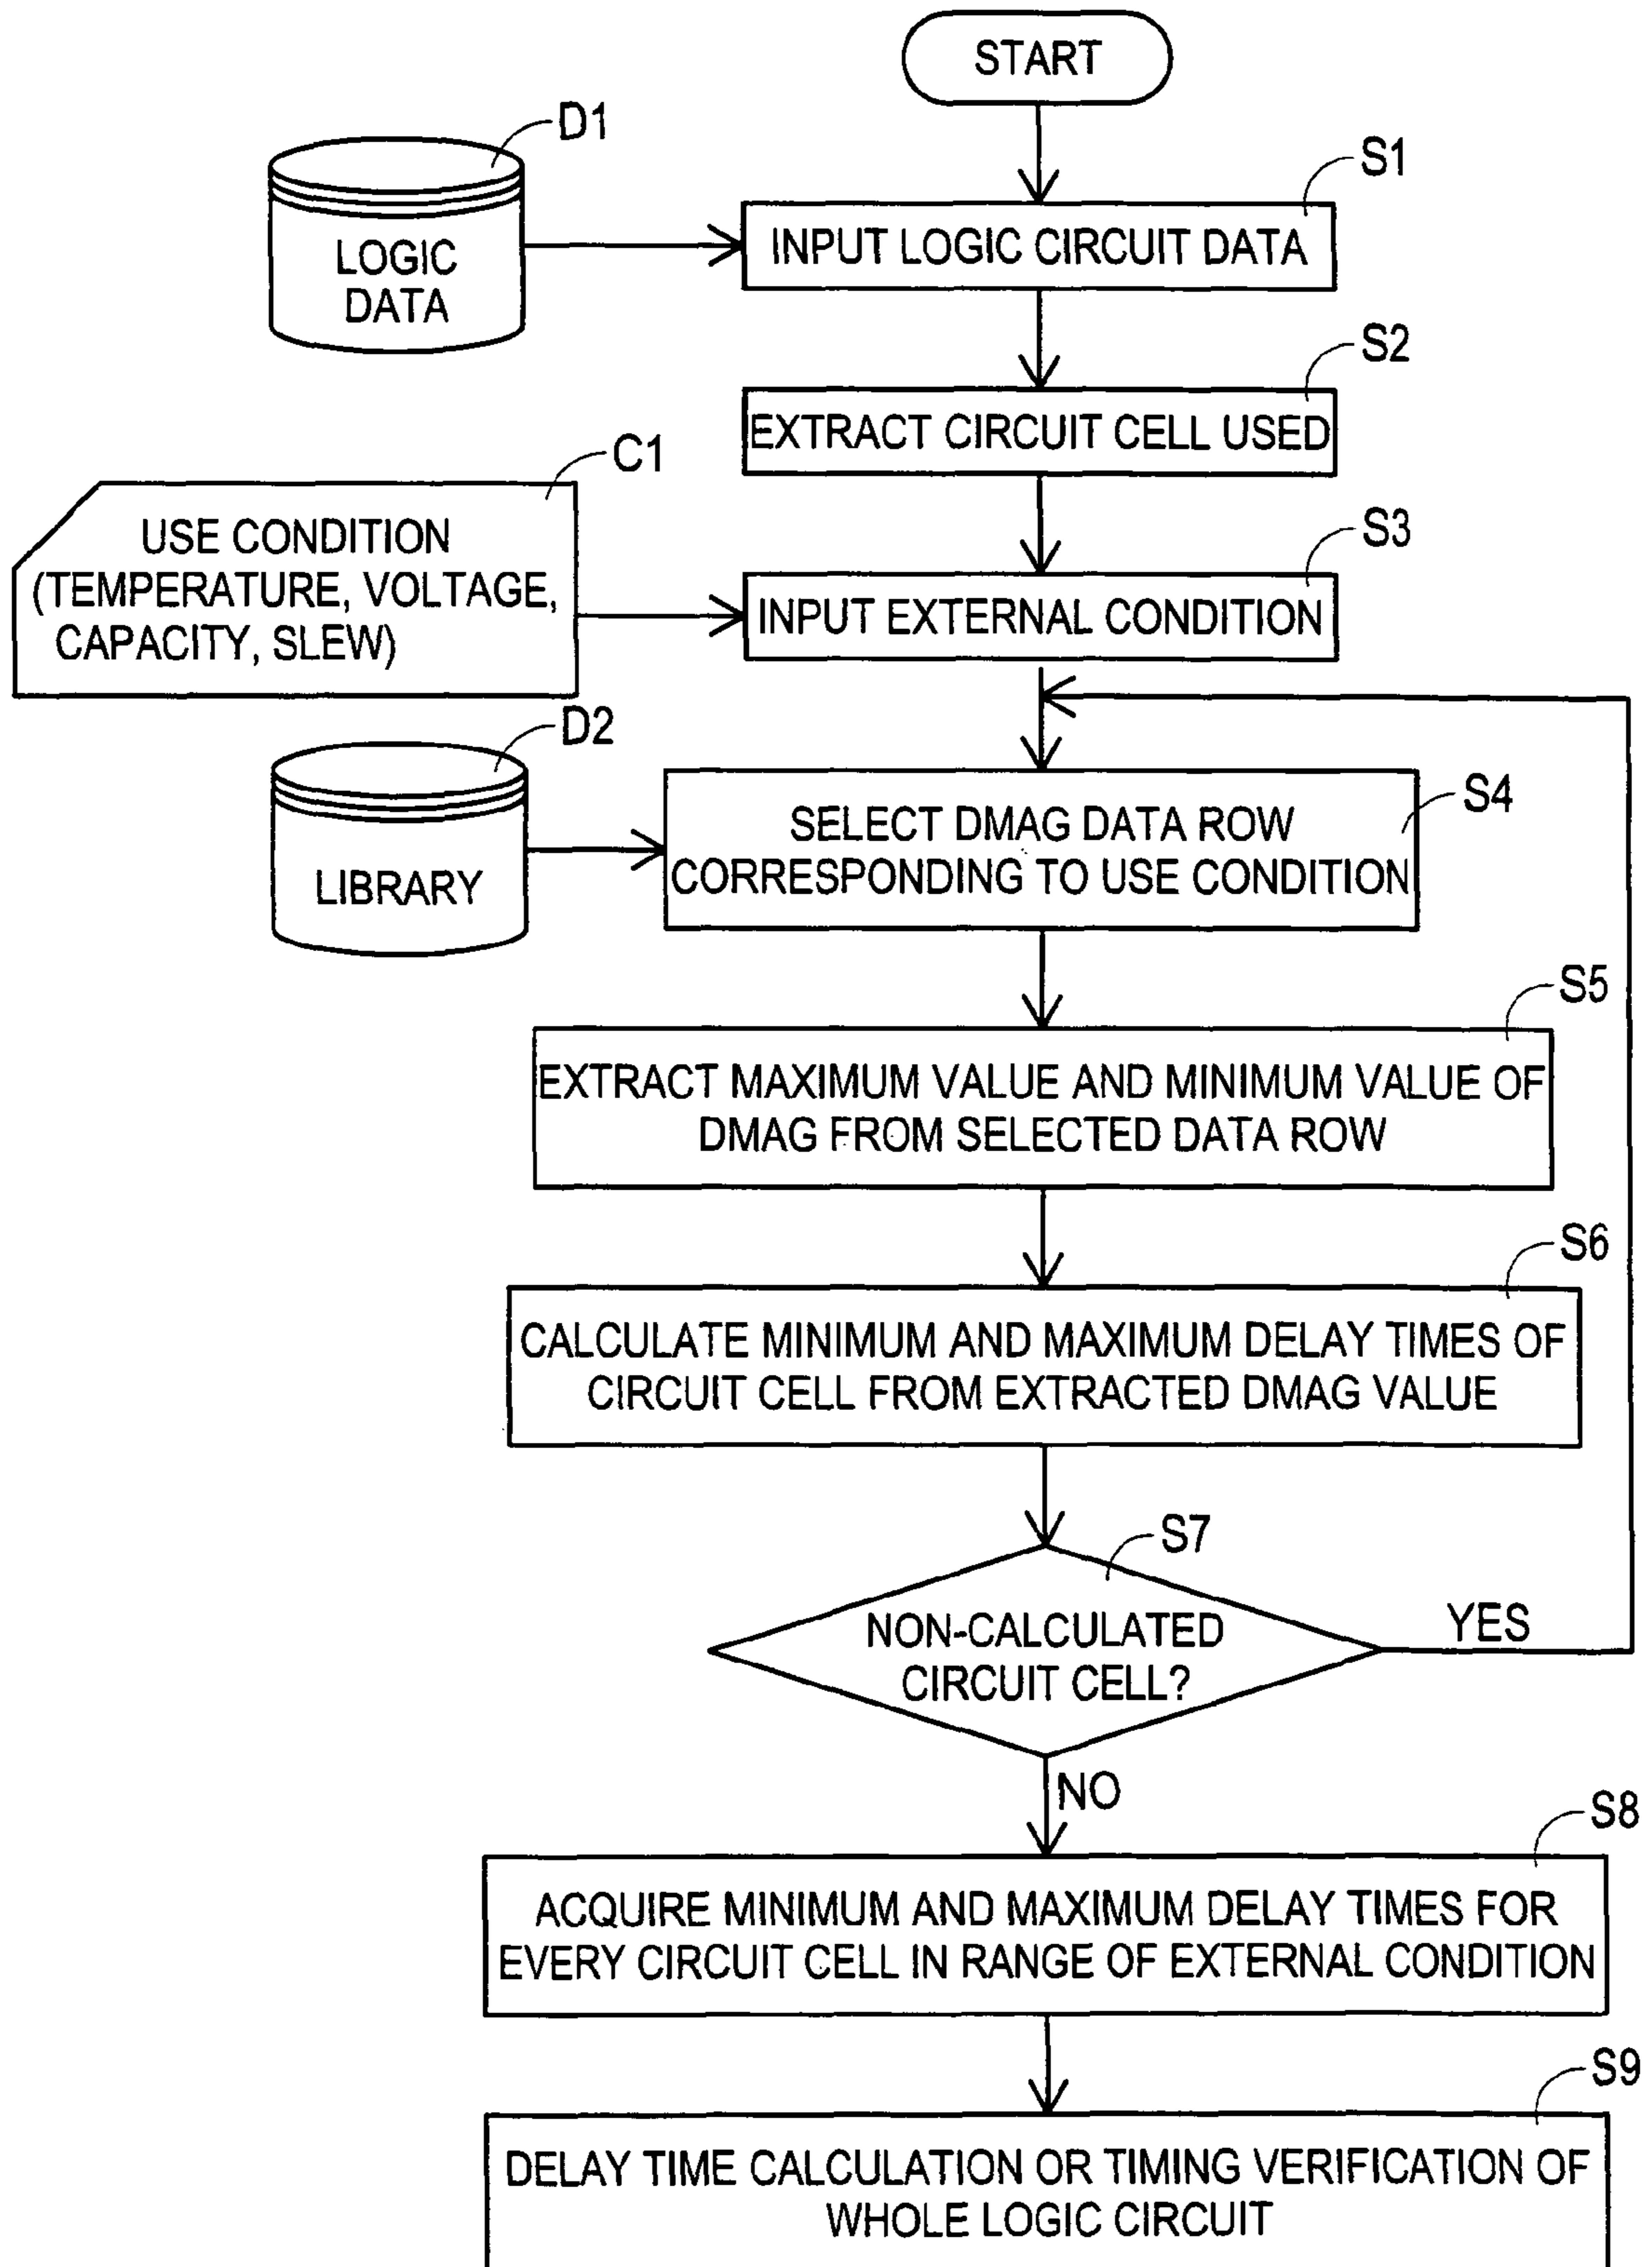 START
D1
S1
LOGIC
DATA
INPUT LOGIC CIRCUIT DATA
S2
EXTRACT CIRCUIT CELL USED
C1
USE CONDITION
(TEMPERATURE, VOLTAGE,
CAPACITY, SLEW)
S3
INPUT EXTERNAL CONDITION
D2
LIBRARY
S4
SELECT DMAG DATA ROW
CORRESPONDING TO USE CONDITION
S5
EXTRACT MAXIMUM VALUE AND MINIMUM VALUE OF
DMAG FROM SELECTED DATA ROW
S6
CALCULATE MINIMUM AND MAXIMUM DELAY TIMES OF
CIRCUIT CELL FROM EXTRACTED DMAG VALUE
S7
NON-CALCULATED
CIRCUIT CELL?
YES
NO
S8
ACQUIRE MINIMUM AND MAXIMUM DELAY TIMES FOR
EVERY CIRCUIT CELL IN RANGE OF EXTERNAL CONDITION
S9
DELAY TIME CALCULATION OR TIMING VERIFICATION OF
WHOLE LOGIC CIRCUIT